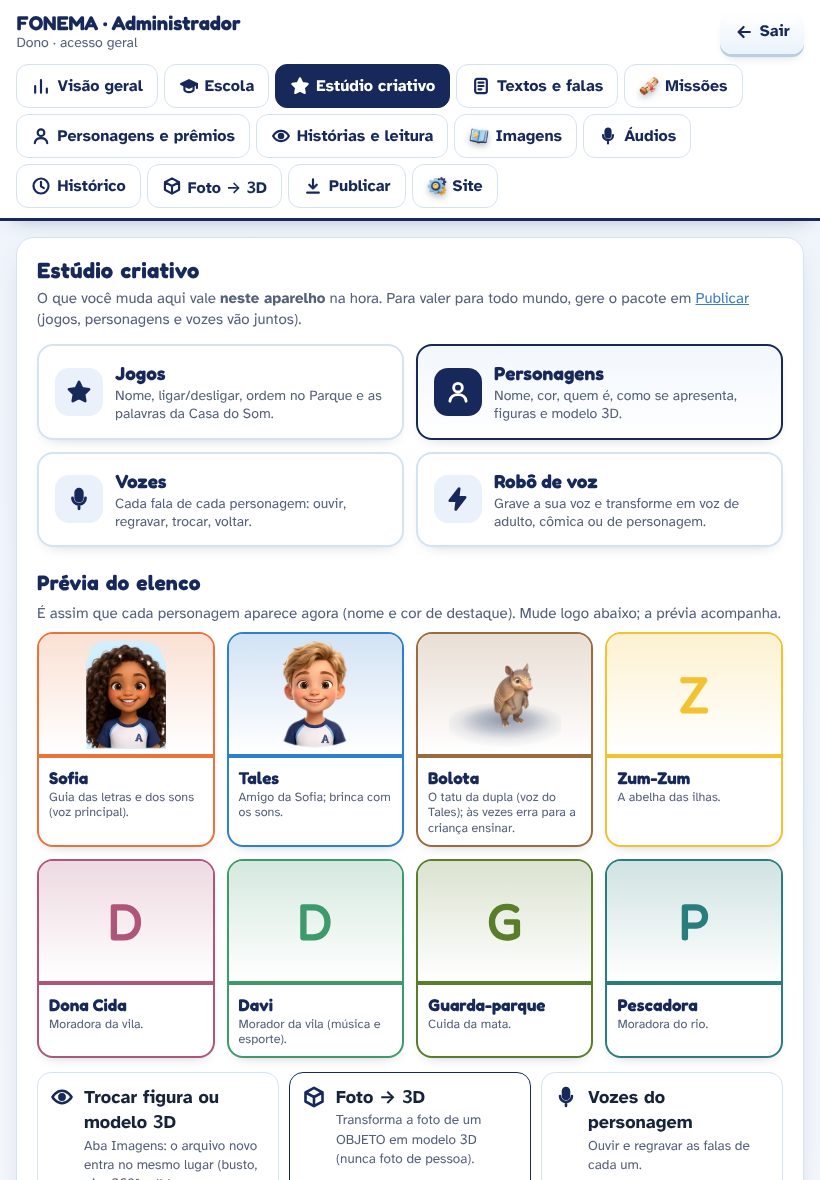 FONEMA · Administrador
Dono · acesso geral
Sair
Visão geral
Escola
Estúdio criativo
Textos e falas
Missões
Personagens e prêmios
Histórias e leitura
Imagens
Áudios
Histórico
Foto → 3D
Publicar
Site
Estúdio criativo
O que você muda aqui vale neste aparelho na hora. Para valer para todo mundo, gere o pacote em Publicar
(jogos, personagens e vozes vão juntos).
Jogos
Nome, ligar/desligar, ordem no Parque e as
palavras da Casa do Som.
Personagens
Nome, cor, quem é, como se apresenta,
figuras e modelo 3D.
Vozes
Cada fala de cada personagem: ouvir,
regravar, trocar, voltar.
Robô de voz
Grave a sua voz e transforme em voz de
adulto, cômica ou de personagem.
Prévia do elenco
É assim que cada personagem aparece agora (nome e cor de destaque). Mude logo abaixo; a prévia acompanha.
A
Sofia
Guia das letras e dos sons
(voz principal).
A
Tales
Amigo da Sofia; brinca com
os sons.
Bolota
O tatu da dupla (voz do
Tales); às vezes erra para a
criança ensinar.
Z
Zum-Zum
A abelha das ilhas.
D
Dona Cida
Moradora da vila.
D
Davi
Morador da vila (música e
esporte).
G
Guarda-parque
Cuida da mata.
P
Pescadora
Moradora do rio.
Trocar figura ou
modelo 3D
Aba Imagens: o arquivo novo
entra no mesmo lugar (busto,
Foto → 3D
Transforma a foto de um
OBJETO em modelo 3D
(nunca foto de pessoa).
Vozes do
personagem
Ouvir e regravar as falas de
cada um.